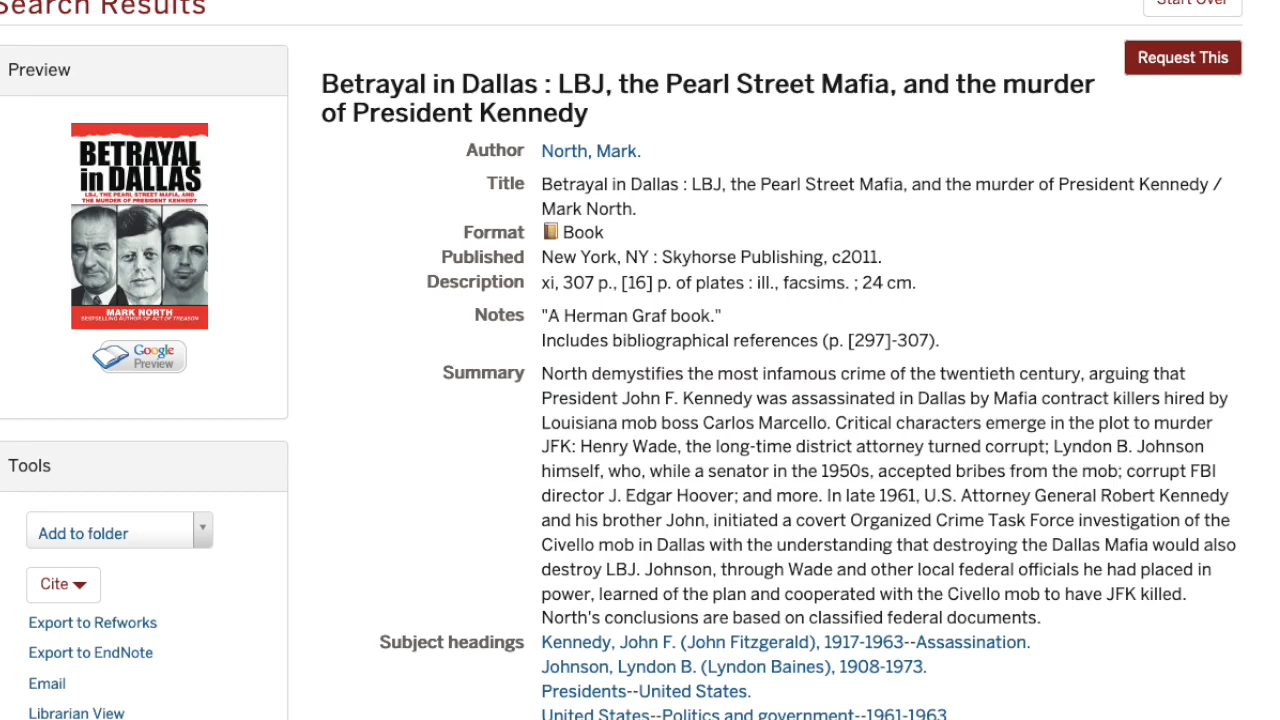 Search Results
Start Over
Preview
Request This
Betrayal in Dallas : LBJ, the Pearl Street Mafia, and the murder
of President Kennedy
BETRAYAL
in DALLAS
LBJ, THE PEARL STREET MAFIA, AND
THE MURDER OF PRESIDENT KENNEDY
MARK NORTH
BESTSELLING AUTHOR OF ACT OF TREASON
Google
Preview
Author North, Mark.
Title Betrayal in Dallas : LBJ, the Pearl Street Mafia, and the murder of President Kennedy /
Mark North.
Format Book
Published New York, NY : Skyhorse Publishing, c2011.
Description xi, 307 p., [16] p. of plates : ill., facsims. ; 24 cm.
Notes "A Herman Graf book."
Includes bibliographical references (p. [297]-307).
Summary North demystifies the most infamous crime of the twentieth century, arguing that
President John F. Kennedy was assassinated in Dallas by Mafia contract killers hired by
Louisiana mob boss Carlos Marcello. Critical characters emerge in the plot to murder
JFK: Henry Wade, the long-time district attorney turned corrupt; Lyndon B. Johnson
himself, who, while a senator in the 1950s, accepted bribes from the mob; corrupt FBI
director J. Edgar Hoover; and more. In late 1961, U.S. Attorney General Robert Kennedy
and his brother John, initiated a covert Organized Crime Task Force investigation of the
Civello mob in Dallas with the understanding that destroying the Dallas Mafia would also
destroy LBJ. Johnson, through Wade and other local federal officials he had placed in
power, learned of the plan and cooperated with the Civello mob to have JFK killed.
North's conclusions are based on classified federal documents.
Subject headings Kennedy, John F. (John Fitzgerald), 1917-1963--Assassination.
Johnson, Lyndon B. (Lyndon Baines), 1908-1973.
Presidents--United States.
United States--Politics and government--1961-1963.
Tools
Add to folder
Cite
Export to Refworks
Export to EndNote
Email
Librarian View